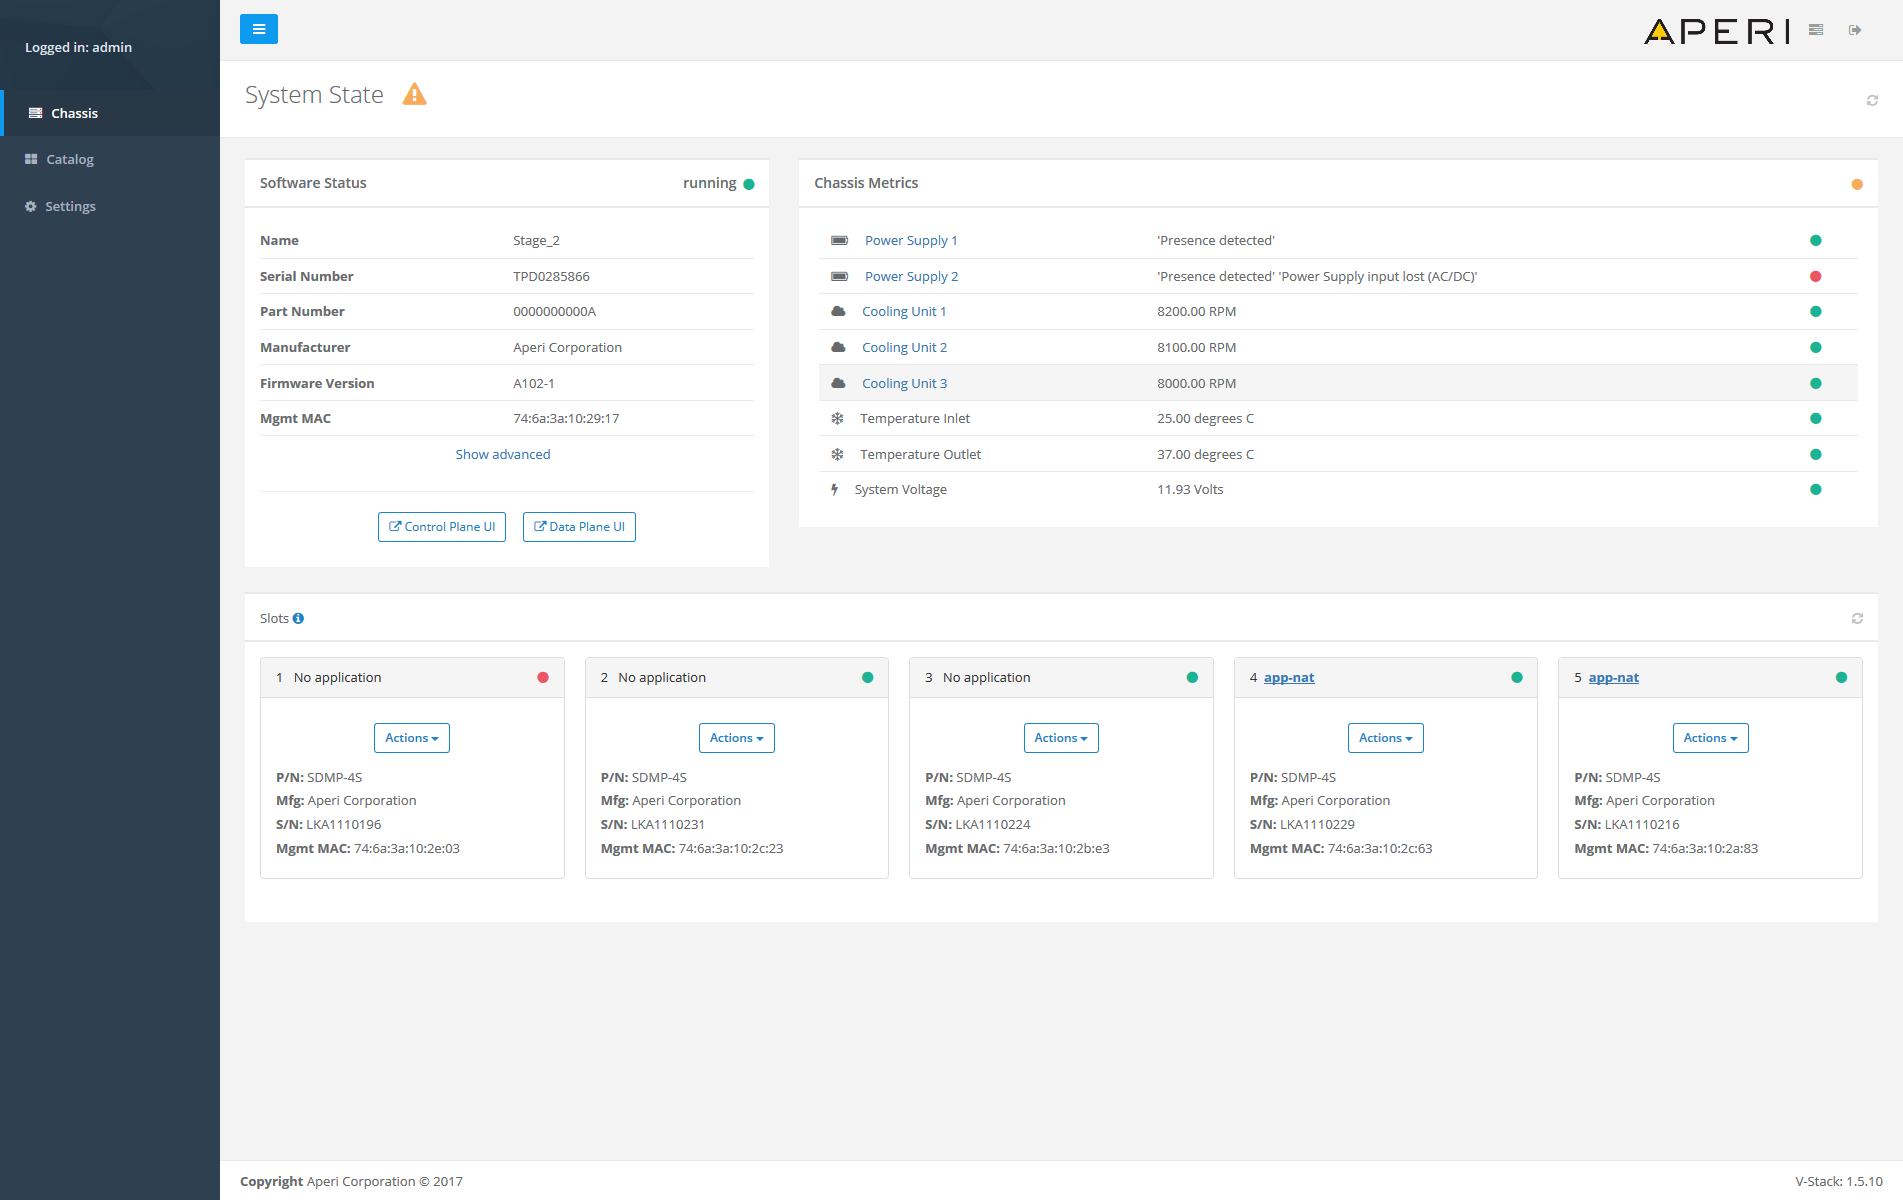 Logged in: admin
Chassis
Catalog
Settings
APERI
System State
Software Status running
Name Stage_2
Serial Number TPD0285866
Part Number 0000000000A
Manufacturer Aperi Corporation
Firmware Version A102-1
Mgmt MAC 74:6a:3a:10:29:17
Show advanced
Control Plane UI Data Plane UI
Chassis Metrics
Power Supply 1 'Presence detected'
Power Supply 2 'Presence detected' 'Power Supply input lost (AC/DC)'
Cooling Unit 1 8200.00 RPM
Cooling Unit 2 8100.00 RPM
Cooling Unit 3 8000.00 RPM
Temperature Inlet 25.00 degrees C
Temperature Outlet 37.00 degrees C
System Voltage 11.93 Volts
Slots
1 No application
Actions
P/N: SDMP-4S
Mfg: Aperi Corporation
S/N: LKA1110196
Mgmt MAC: 74:6a:3a:10:2e:03
2 No application
Actions
P/N: SDMP-4S
Mfg: Aperi Corporation
S/N: LKA1110231
Mgmt MAC: 74:6a:3a:10:2c:23
3 No application
Actions
P/N: SDMP-4S
Mfg: Aperi Corporation
S/N: LKA1110224
Mgmt MAC: 74:6a:3a:10:2b:e3
4 app-nat
Actions
P/N: SDMP-4S
Mfg: Aperi Corporation
S/N: LKA1110229
Mgmt MAC: 74:6a:3a:10:2c:63
5 app-nat
Actions
P/N: SDMP-4S
Mfg: Aperi Corporation
S/N: LKA1110216
Mgmt MAC: 74:6a:3a:10:2a:83
Copyright Aperi Corporation © 2017
V-Stack: 1.5.10